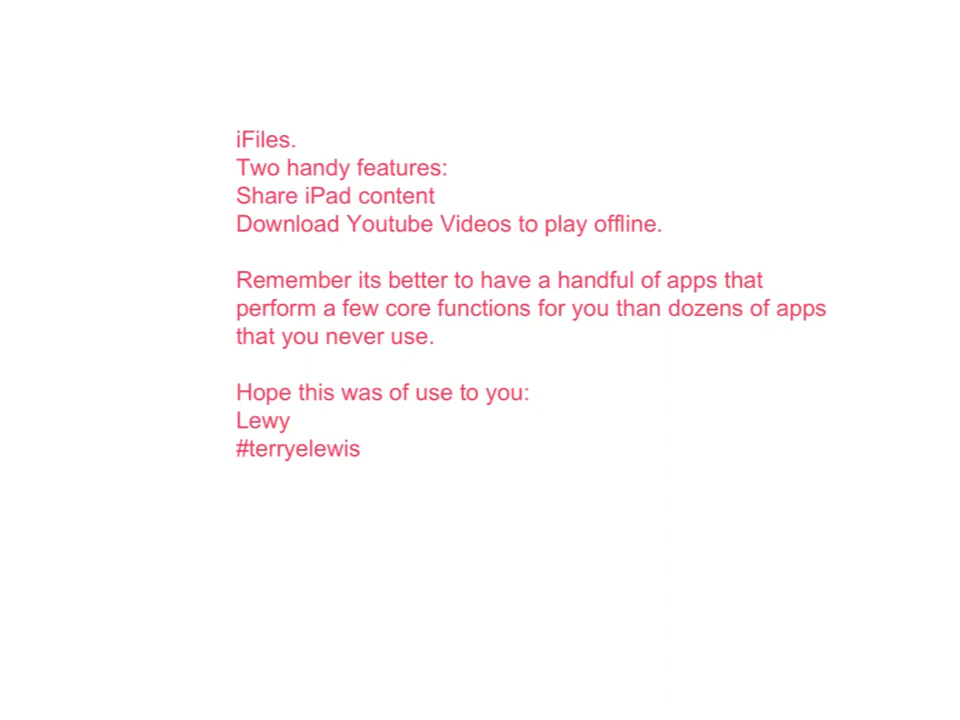 iFiles.
Two handy features:
Share iPad content
Download Youtube Videos to play offline.
Remember its better to have a handful of apps that
perform a few core functions for you than dozens of apps
that you never use.
Hope this was of use to you:
Lewy
#terryelewis